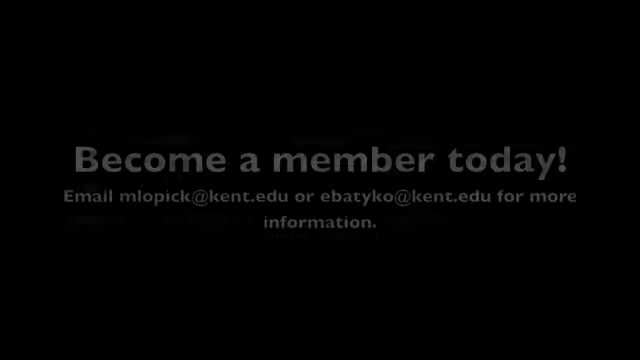 Become a member today!
Email mlopick@kent.edu or ebatyko@kent.edu for more
information.